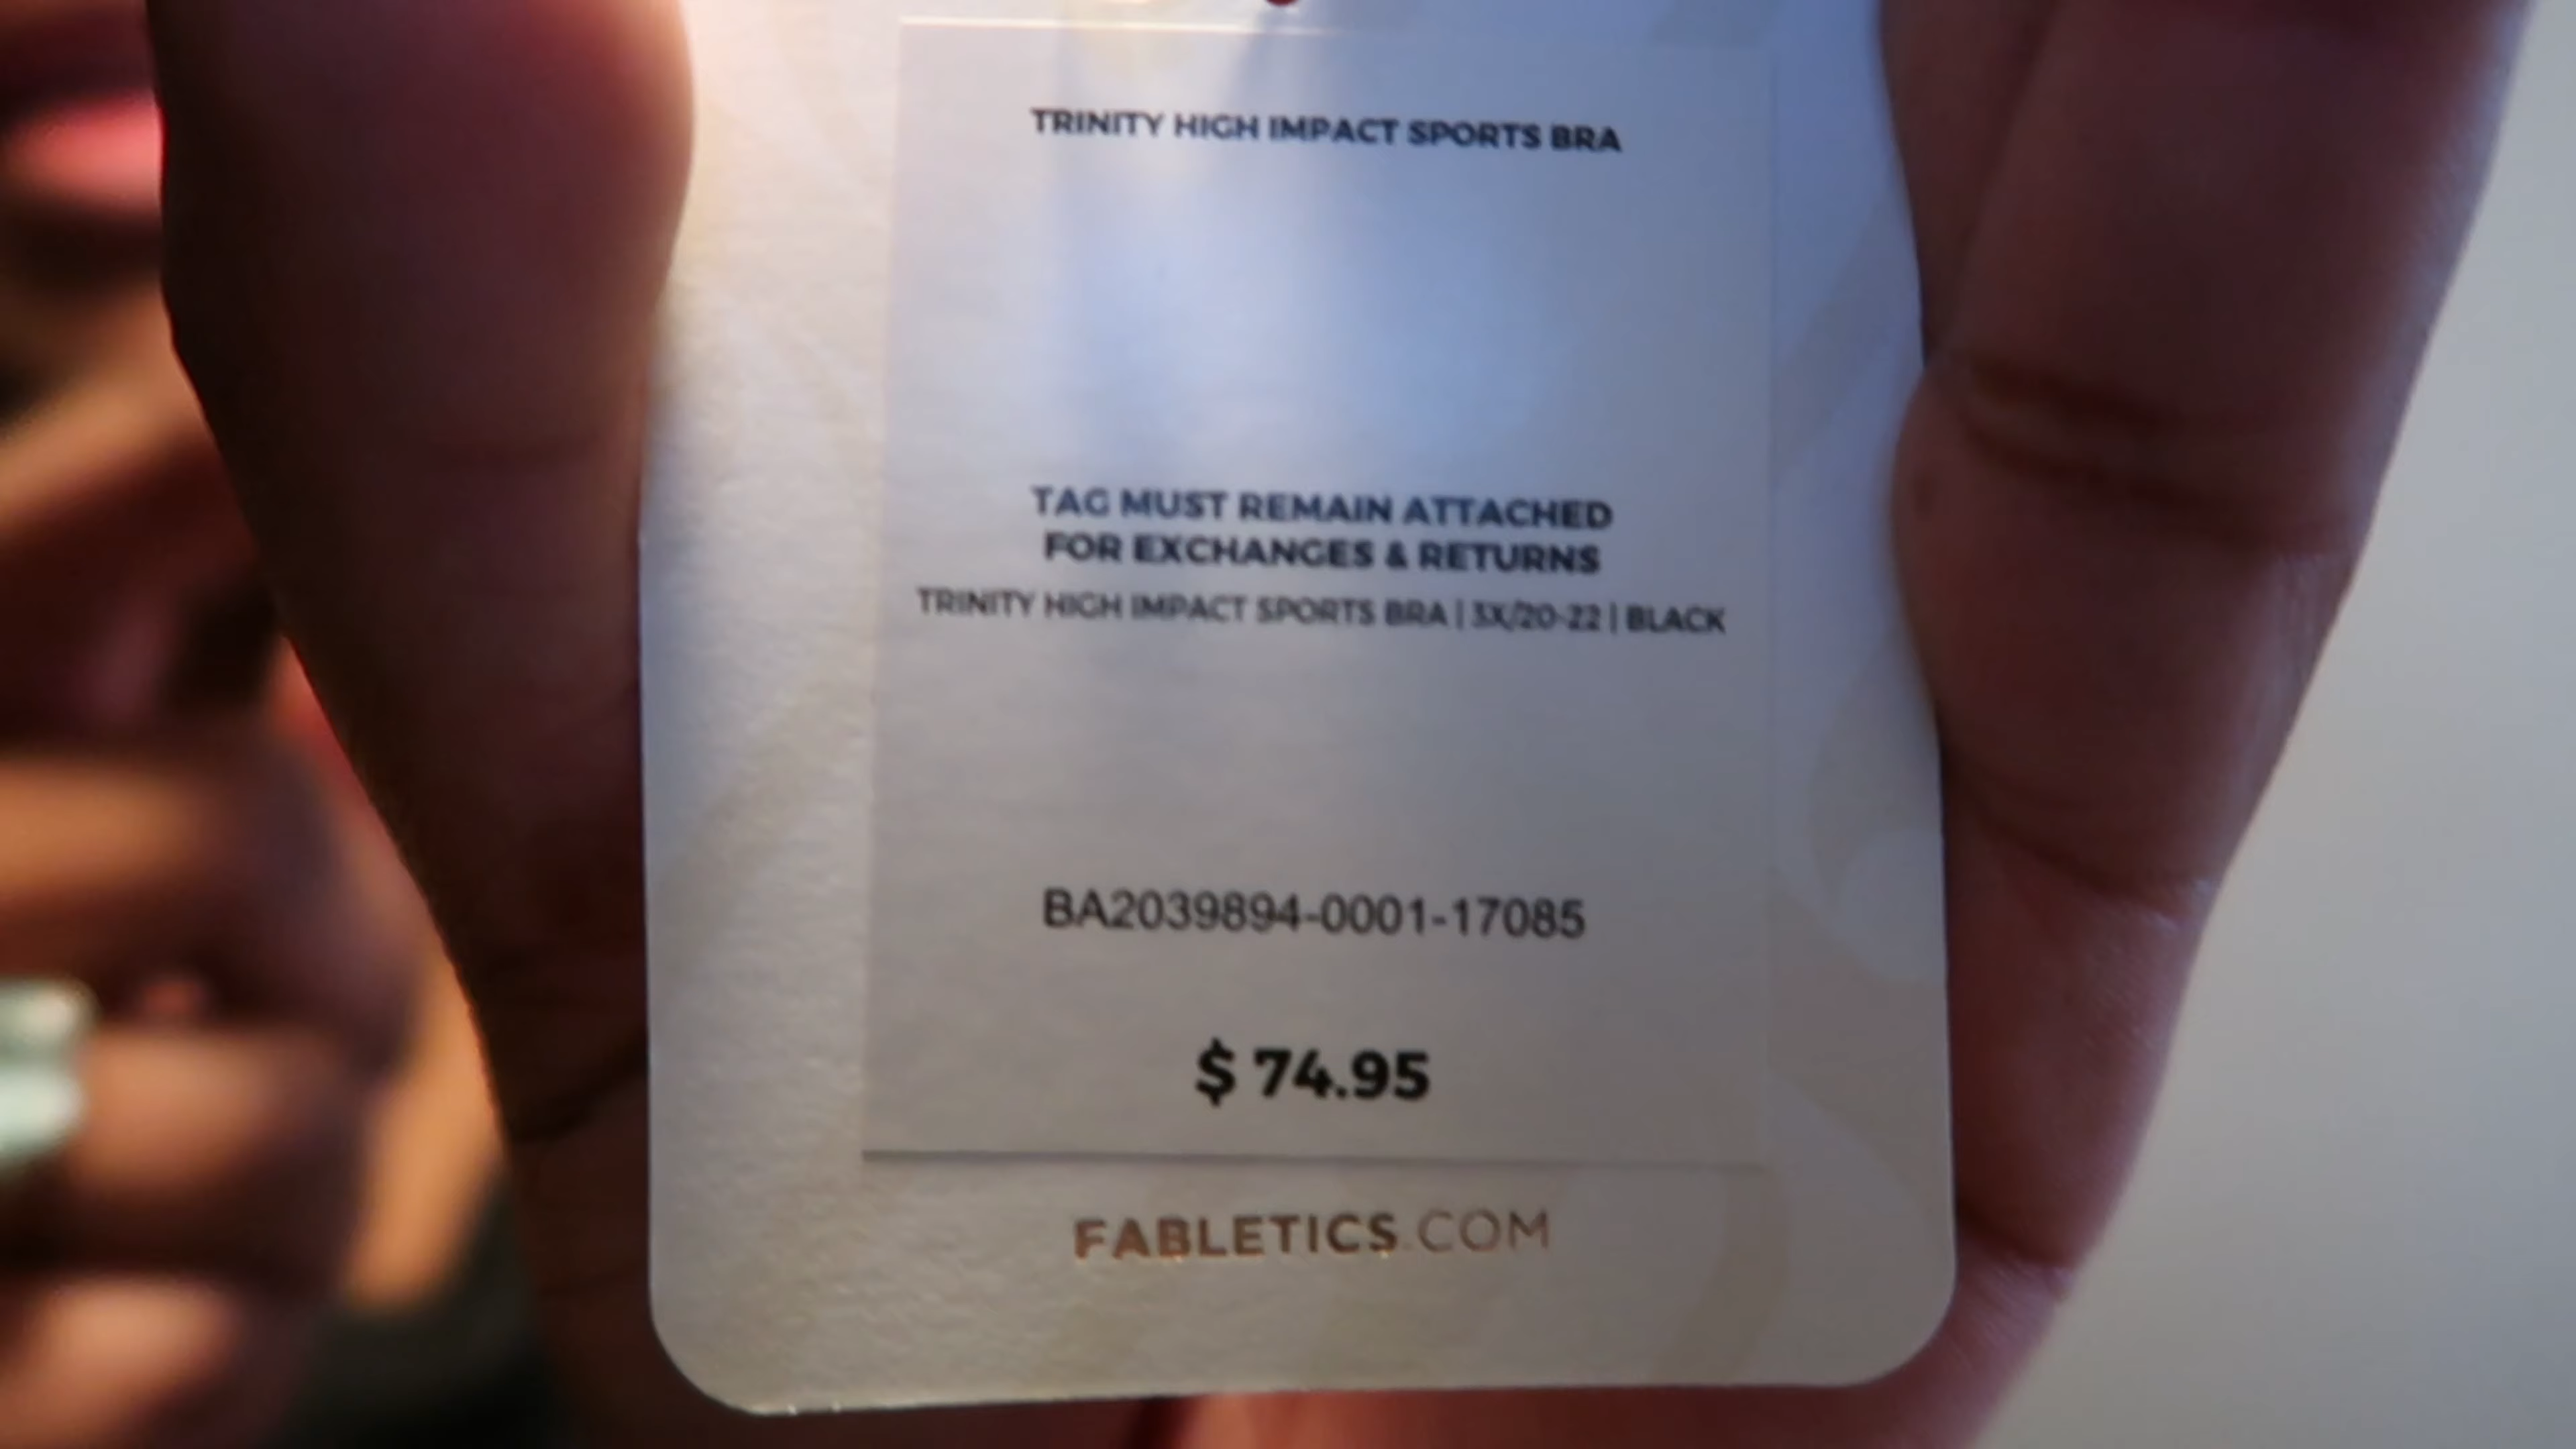 TRINITY HIGH IMPACT SPORTS BRA
TAG MUST REMAIN ATTACHED
FOR EXCHANGES & RETURNS
TRINITY HIGH IMPACT SPORTS BRA | 3X/20-22 | BLACK
BA2039894-0001-17085
$ 74.95
FABLETICS.COM